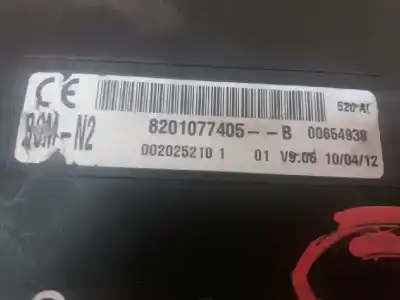 CE 520 AL
BCM-N2 8201077405--B 00654938
002025210 1 01 V9.06 10/04/12